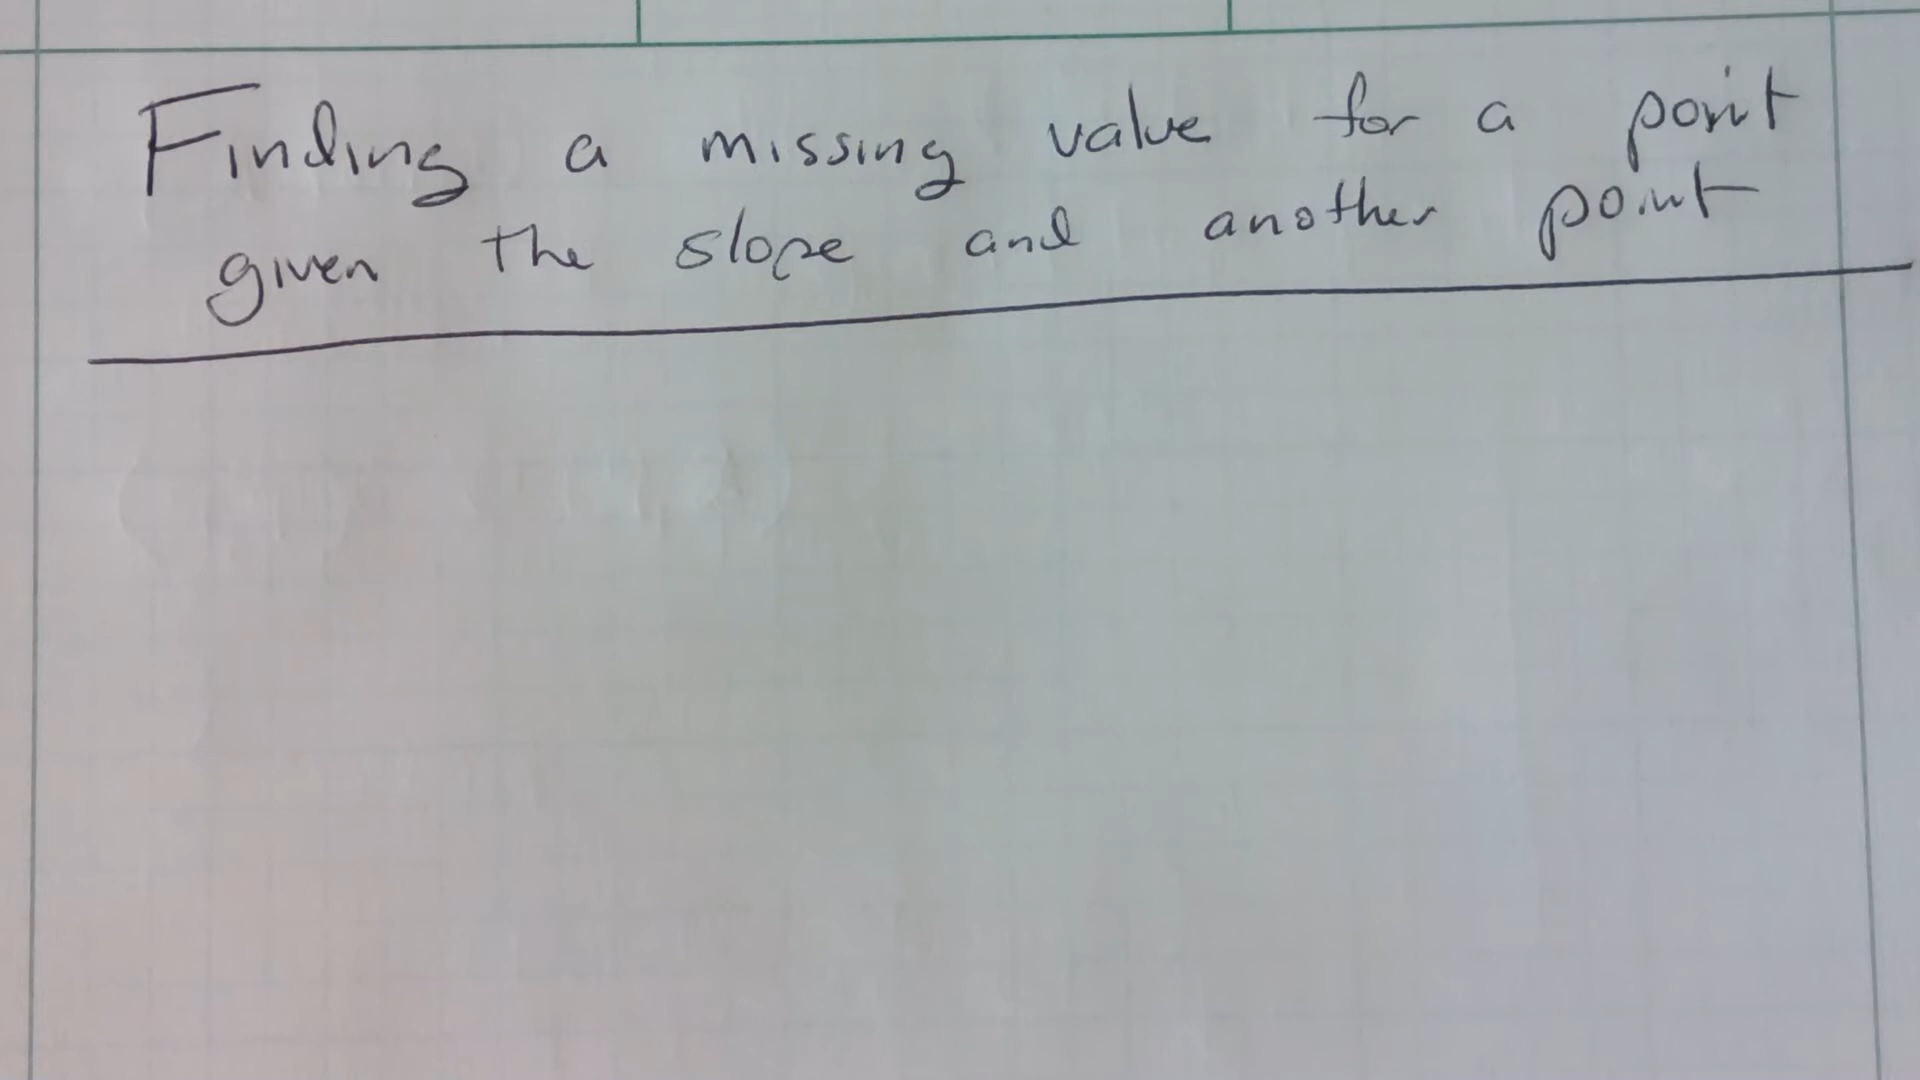 Finding a missing value for a point
given the slope and another point